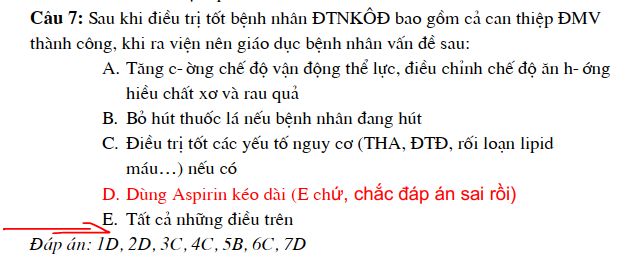 Câu 7: Sau khi điều trị tốt bệnh nhân ĐTNKÔĐ bao gồm cả can thiệp ĐMV
thành công, khi ra viện nên giáo dục bệnh nhân vấn đề sau:
A. Tăng c- ờng chế độ vận động thể lực, điều chỉnh chế độ ăn h- ớng
hiều chất xơ và rau quả
B. Bỏ hút thuốc lá nếu bệnh nhân đang hút
C. Điều trị tốt các yếu tố nguy cơ (THA, ĐTĐ, rối loạn lipid
máu…) nếu có
D. Dùng Aspirin kéo dài (E chứ, chắc đáp án sai rồi)
E. Tất cả những điều trên
Đáp án: 1D, 2D, 3C, 4C, 5B, 6C, 7D